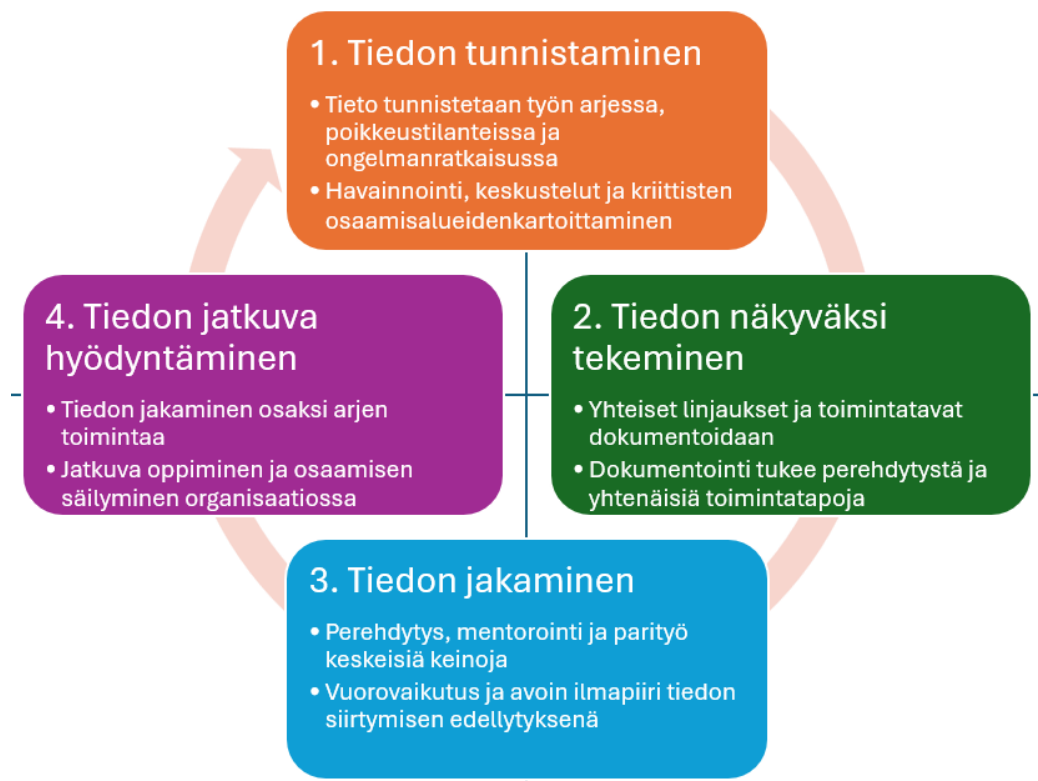 1. Tiedon tunnistaminen
• Tieto tunnistetaan työn arjessa,
poikkeustilanteissa ja
ongelmanratkaisussa
• Havainnointi, keskustelut ja kriittisten
osaamisalueidenkartoittaminen
2. Tiedon näkyväksi
tekeminen
• Yhteiset linjaukset ja toimintatavat
dokumentoidaan
• Dokumentointi tukee perehdytystä ja
yhtenäisiä toimintatapoja
3. Tiedon jakaminen
• Perehdytys, mentorointi ja parityö
keskeisiä keinoja
• Vuorovaikutus ja avoin ilmapiiri tiedon
siirtymisen edellytyksenä
4. Tiedon jatkuva
hyödyntäminen
• Tiedon jakaminen osaksi arjen
toimintaa
• Jatkuva oppiminen ja osaamisen
säilyminen organisaatiossa